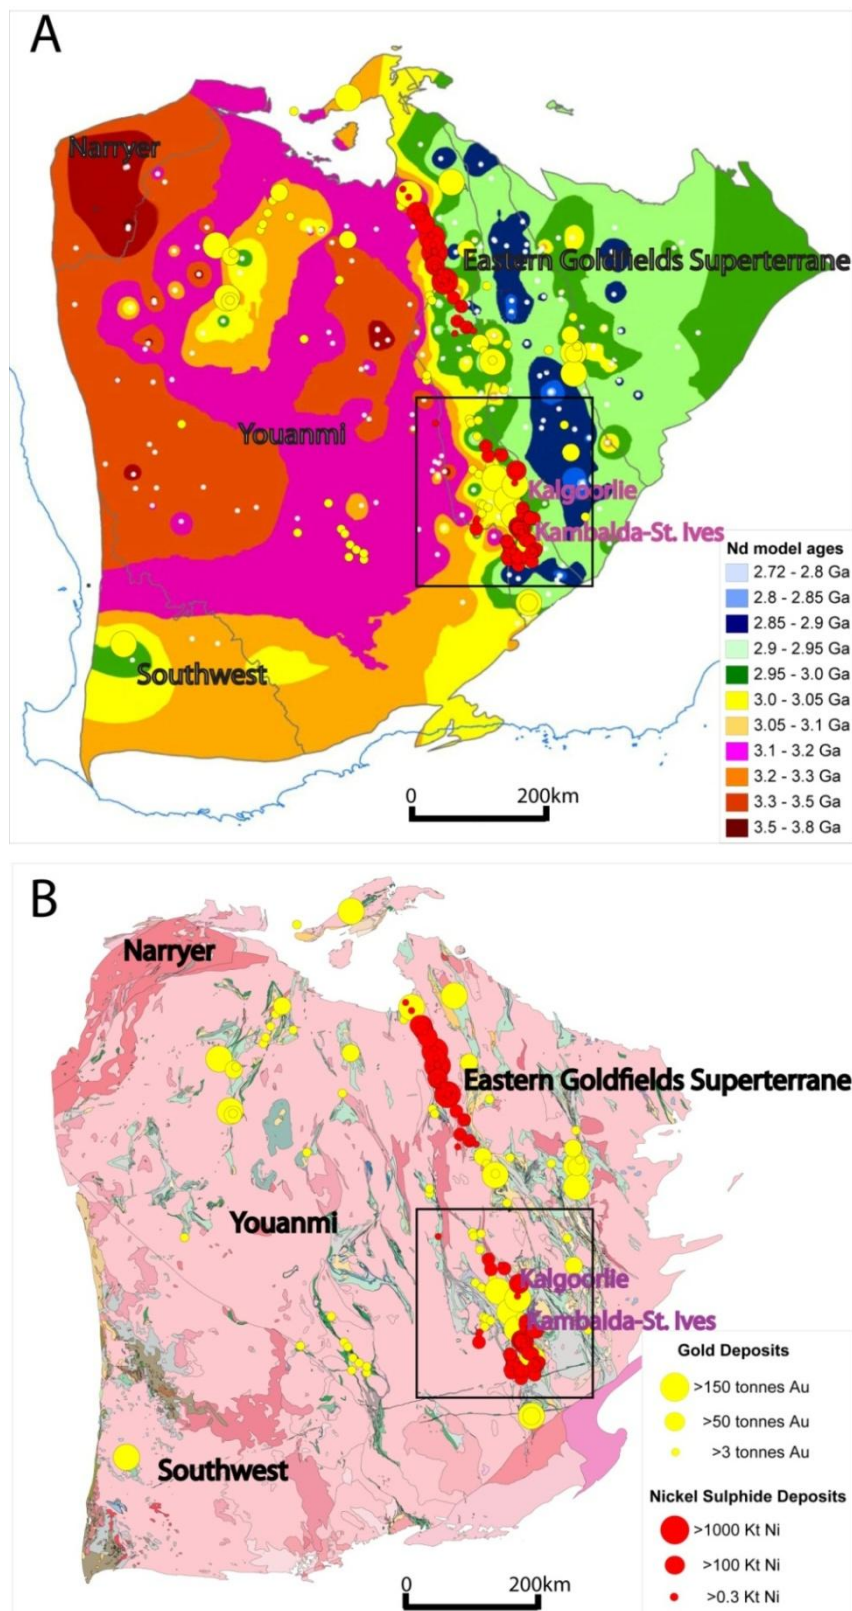 A
Narryer
Eastern Goldfields Superterrane
Youanmi
Kalgoorlie
Kambalda-St. Ives
Southwest
Nd model ages
2.72 - 2.8 Ga
2.8 - 2.85 Ga
2.85 - 2.9 Ga
2.9 - 2.95 Ga
2.95 - 3.0 Ga
3.0 - 3.05 Ga
3.05 - 3.1 Ga
3.1 - 3.2 Ga
3.2 - 3.3 Ga
3.3 - 3.5 Ga
3.5 - 3.8 Ga
0 200km
B
Narryer
Eastern Goldfields Superterrane
Youanmi
Kalgoorlie
Kambalda-St. Ives
Southwest
Gold Deposits
>150 tonnes Au
>50 tonnes Au
>3 tonnes Au
Nickel Sulphide Deposits
>1000 Kt Ni
>100 Kt Ni
>0.3 Kt Ni
0 200km